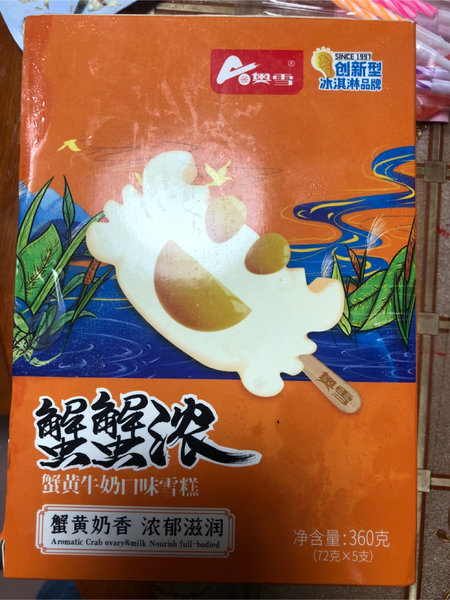 奥雪®
SINCE 1997
创新型
冰淇淋品牌
奥雪
蟹蟹浓
蟹黄牛奶口味雪糕
蟹黄奶香 浓郁滋润
Aromatic Crab ovary&milk Nourish full-bodied
净含量:360克
(72克×5支)